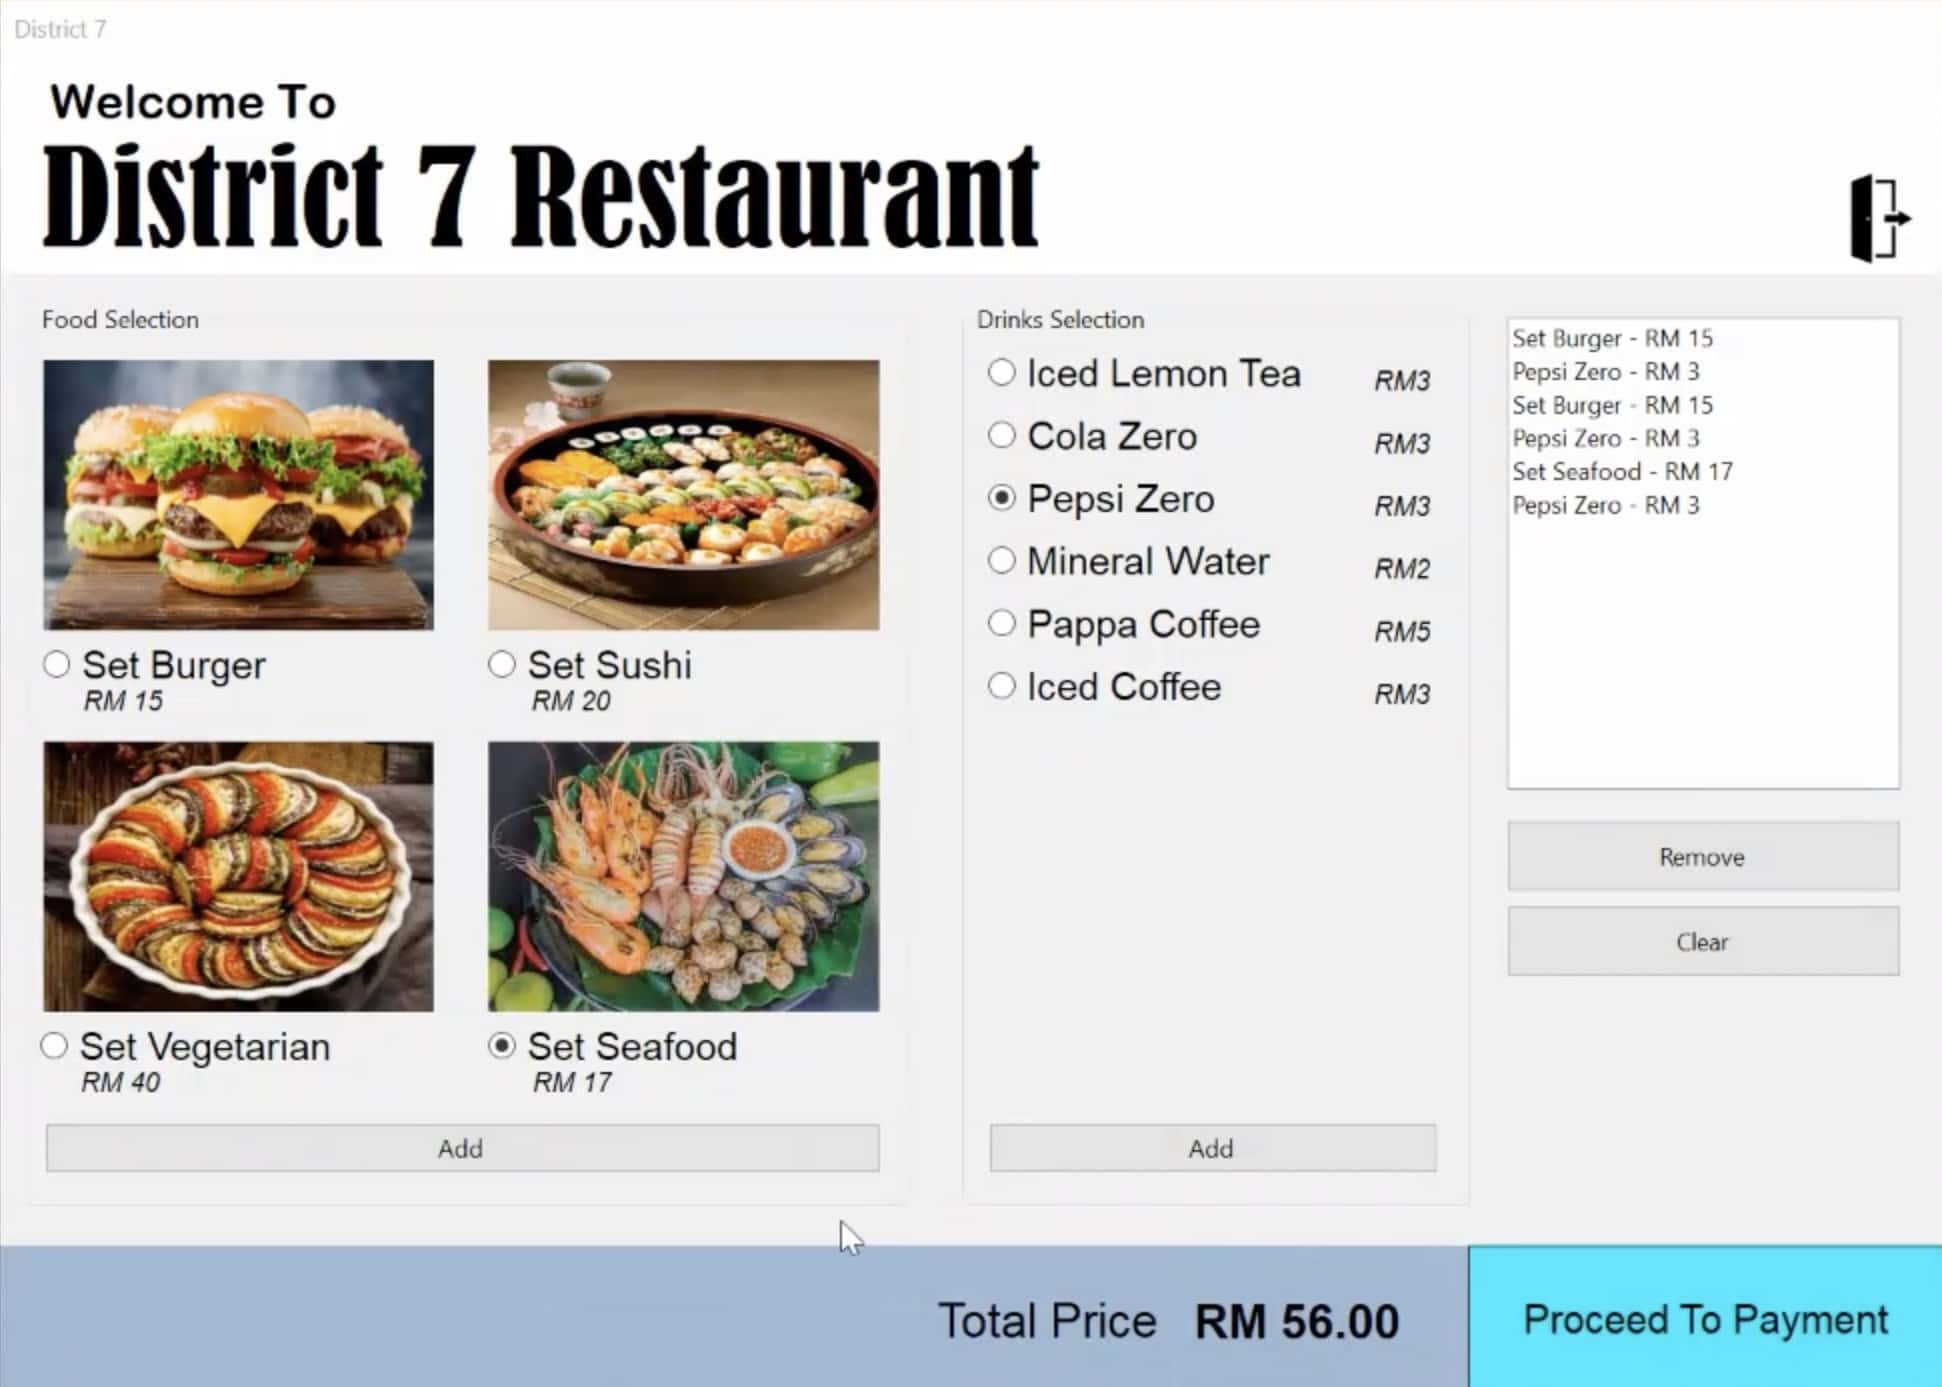 District 7
Welcome To
District 7 Restaurant
Food Selection
Set Burger
RM 15
Set Sushi
RM 20
Set Vegetarian
RM 40
Set Seafood
RM 17
Add
Drinks Selection
Iced Lemon Tea RM3
Cola Zero RM3
Pepsi Zero RM3
Mineral Water RM2
Pappa Coffee RM5
Iced Coffee RM3
Add
Set Burger - RM 15
Pepsi Zero - RM 3
Set Burger - RM 15
Pepsi Zero - RM 3
Set Seafood - RM 17
Pepsi Zero - RM 3
Remove
Clear
Total Price RM 56.00
Proceed To Payment